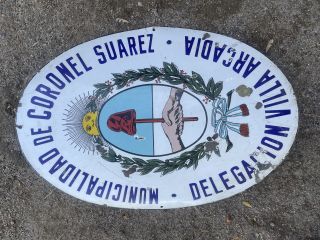 MUNICIPALIDAD DE CORONEL SUAREZ
DELEGACION VILLA ARCADIA